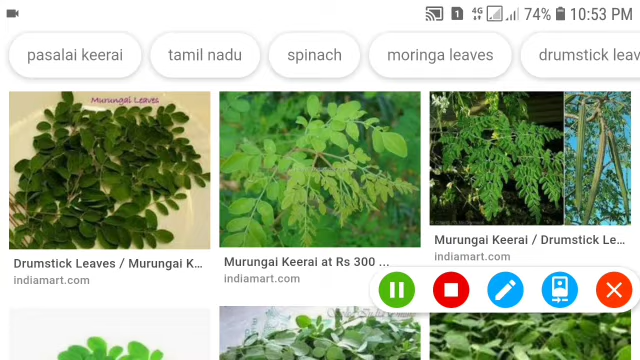 4G 74% 10:53 PM
pasalai keerai tamil nadu spinach moringa leaves drumstick leav
Murungai Leaves
Drumstick Leaves / Murungai K...
indiamart.com
Murungai Keerai at Rs 300 ...
indiamart.com
Murungai Keerai / Drumstick Le...
indiamart.com